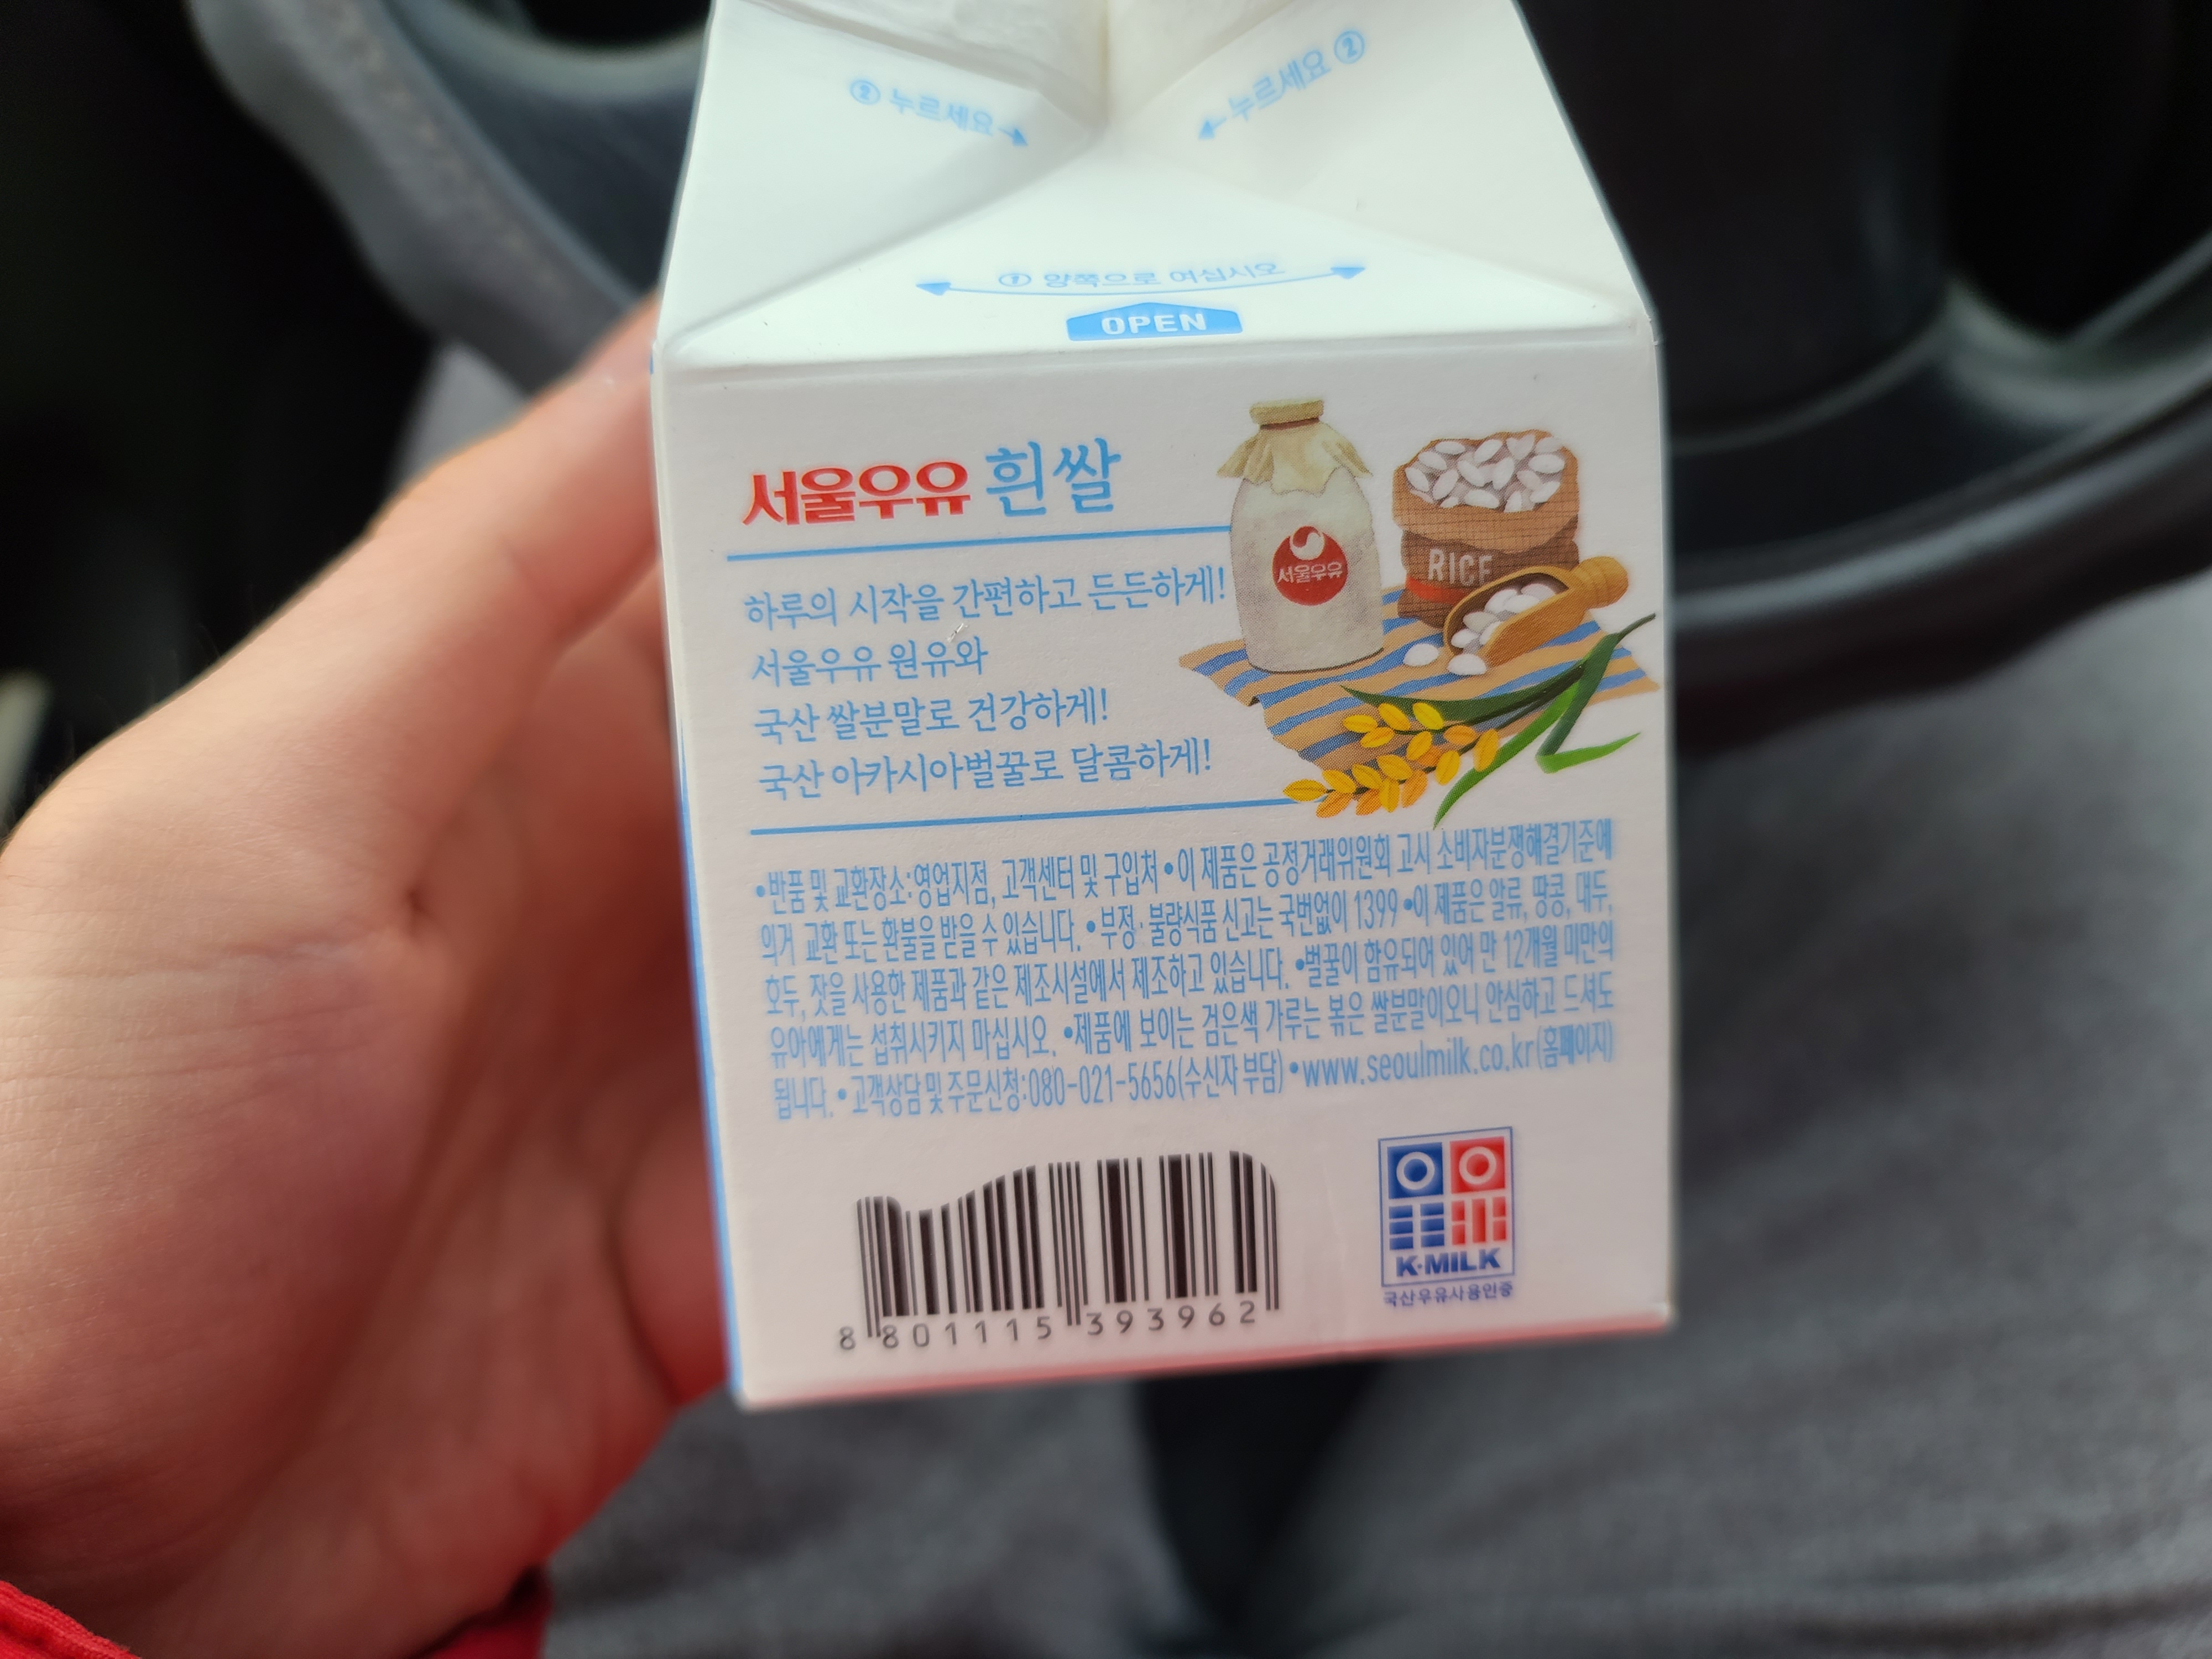 ② 누르세요
누르세요 ②
① 양쪽으로 여십시오
OPEN
서울우유 흰쌀
하루의 시작을 간편하고 든든하게!
서울우유 원유와
국산 쌀분말로 건강하게!
국산 아카시아벌꿀로 달콤하게!
서울우유
RICE
•반품 및 교환장소:영업지점, 고객센터 및 구입처 •이 제품은 공정거래위원회 고시 소비자분쟁해결기준에
의거 교환 또는 환불을 받을 수 있습니다. •부정·불량식품 신고는 국번없이 1399 •이 제품은 알류, 땅콩, 대두,
호두, 잣을 사용한 제품과 같은 제조시설에서 제조하고 있습니다. •벌꿀이 함유되어 있어 만 12개월 미만의
유아에게는 섭취시키지 마십시오. •제품에 보이는 검은색 가루는 볶은 쌀분말이오니 안심하고 드셔도
됩니다. •고객상담 및 주문신청:080-021-5656(수신자 부담) •www.seoulmilk.co.kr(홈페이지)
8 801115 393962
우유
K·MILK
국산우유사용인증